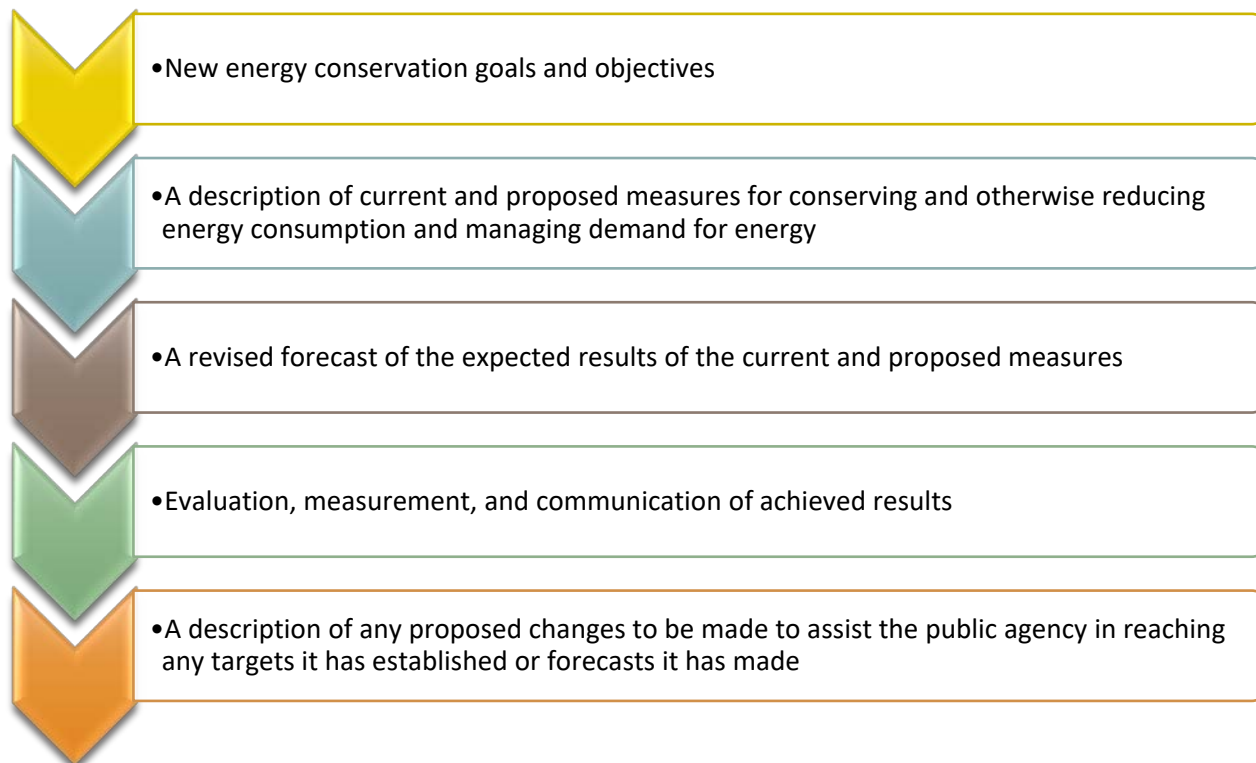 •New energy conservation goals and objectives
•A description of current and proposed measures for conserving and otherwise reducing
energy consumption and managing demand for energy
•A revised forecast of the expected results of the current and proposed measures
•Evaluation, measurement, and communication of achieved results
•A description of any proposed changes to be made to assist the public agency in reaching
any targets it has established or forecasts it has made